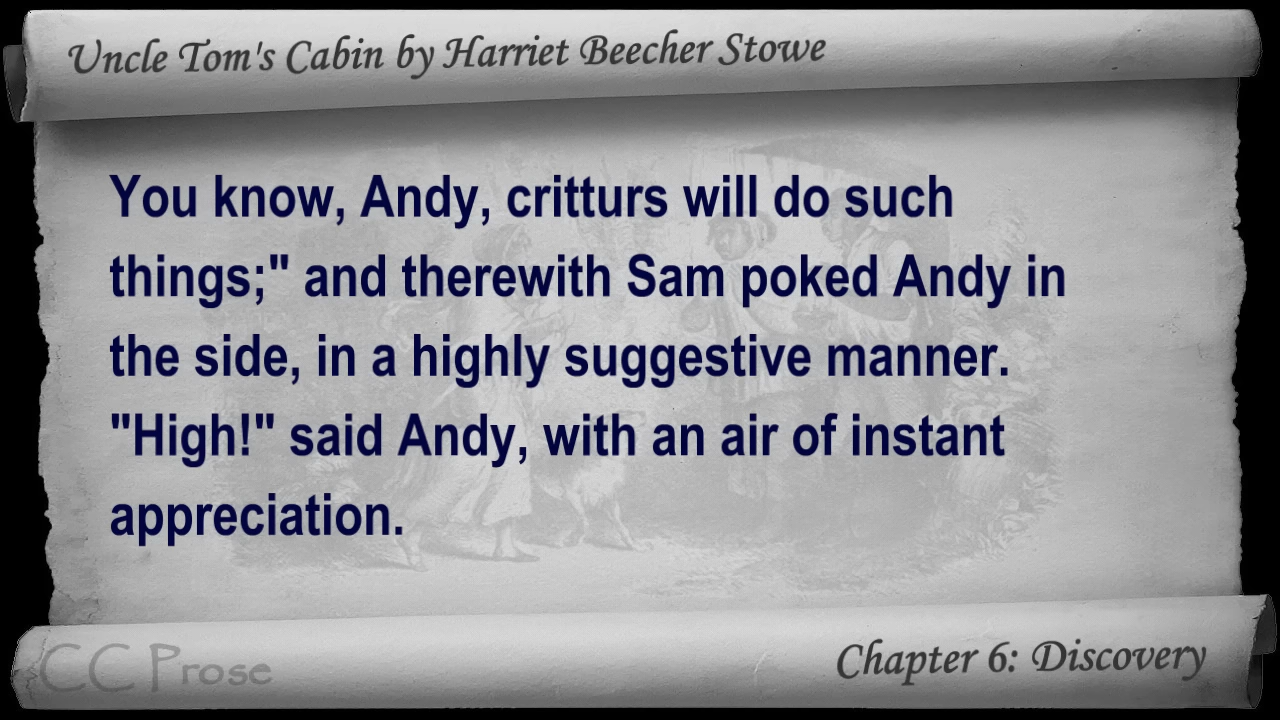 Uncle Tom's Cabin by Harriet Beecher Stowe
You know, Andy, critturs will do such
things;" and therewith Sam poked Andy in
the side, in a highly suggestive manner.
"High!" said Andy, with an air of instant
appreciation.
CC Prose
Chapter 6: Discovery